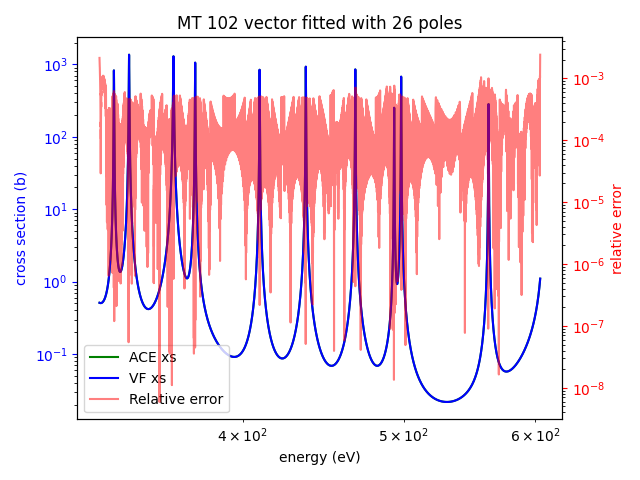 MT 102 vector fitted with 26 poles
10³
10²
10¹
10⁰
10⁻¹
cross section (b)
10⁻³
10⁻⁴
10⁻⁵
10⁻⁶
10⁻⁷
10⁻⁸
relative error
ACE xs
VF xs
Relative error
4 × 10²
5 × 10²
6 × 10²
energy (eV)